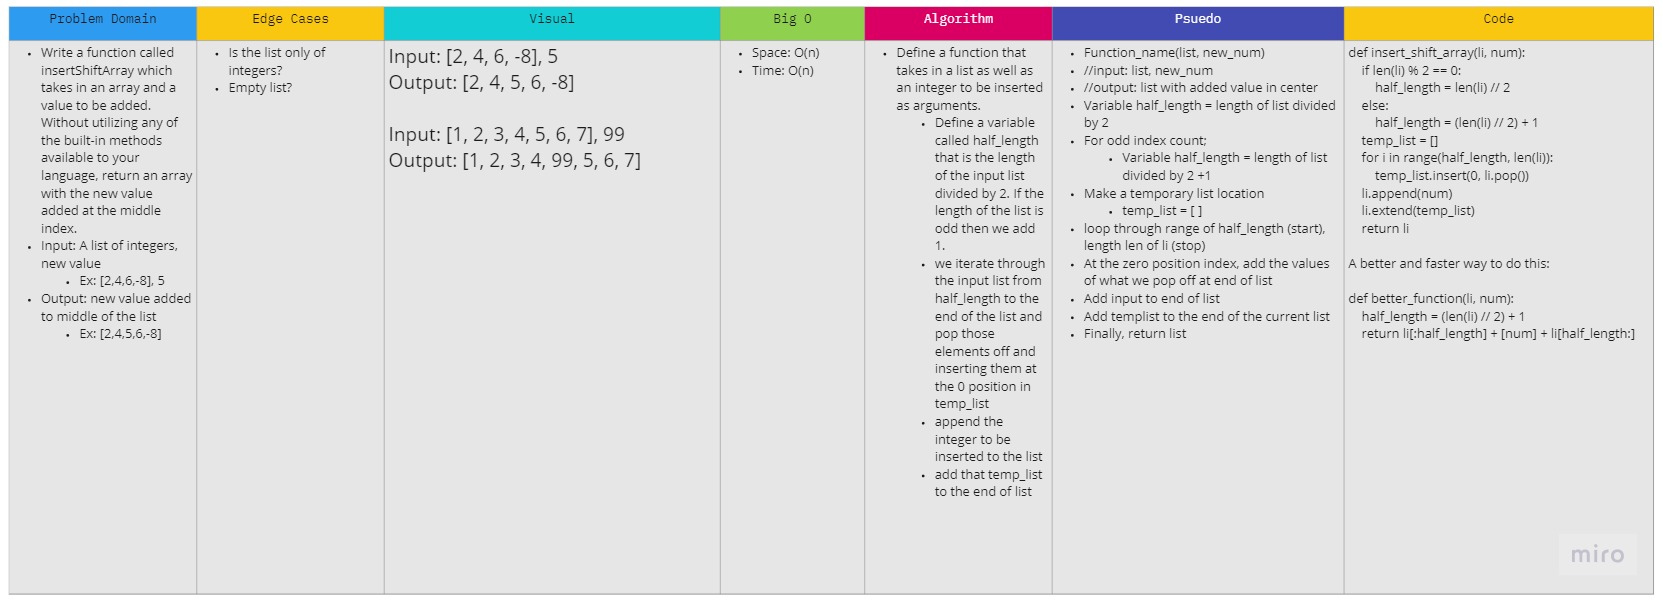 Problem Domain
Write a function called
insertShiftArray which
takes in an array and a
value to be added.
Without utilizing any of
the built-in methods
available to your
language, return an array
with the new value
added at the middle
index.
Input: A list of integers,
new value
Ex: [2,4,6,-8], 5
Output: new value added
to middle of the list
Ex: [2,4,5,6,-8]
Edge Cases
Is the list only of
integers?
Empty list?
Visual
Input: [2, 4, 6, -8], 5
Output: [2, 4, 5, 6, -8]
Input: [1, 2, 3, 4, 5, 6, 7], 99
Output: [1, 2, 3, 4, 99, 5, 6, 7]
Big O
Space: O(n)
Time: O(n)
Algorithm
Define a function that
takes in a list as well as
an integer to be inserted
as arguments.
Define a variable
called half_length
that is the length
of the input list
divided by 2. If the
length of the list is
odd then we add
1.
we iterate through
the input list from
half_length to the
end of the list and
pop those
elements off and
inserting them at
the 0 position in
temp_list
append the
integer to be
inserted to the list
add that temp_list
to the end of list
Psuedo
Function_name(list, new_num)
//input: list, new_num
//output: list with added value in center
Variable half_length = length of list divided
by 2
For odd index count;
Variable half_length = length of list
divided by 2 +1
Make a temporary list location
temp_list = [ ]
loop through range of half_length (start),
length len of li (stop)
At the zero position index, add the values
of what we pop off at end of list
Add input to end of list
Add templist to the end of the current list
Finally, return list
Code
def insert_shift_array(li, num):
if len(li) % 2 == 0:
half_length = len(li) // 2
else:
half_length = (len(li) // 2) + 1
temp_list = []
for i in range(half_length, len(li)):
temp_list.insert(0, li.pop())
li.append(num)
li.extend(temp_list)
return li
A better and faster way to do this:
def better_function(li, num):
half_length = (len(li) // 2) + 1
return li[:half_length] + [num] + li[half_length:]
miro